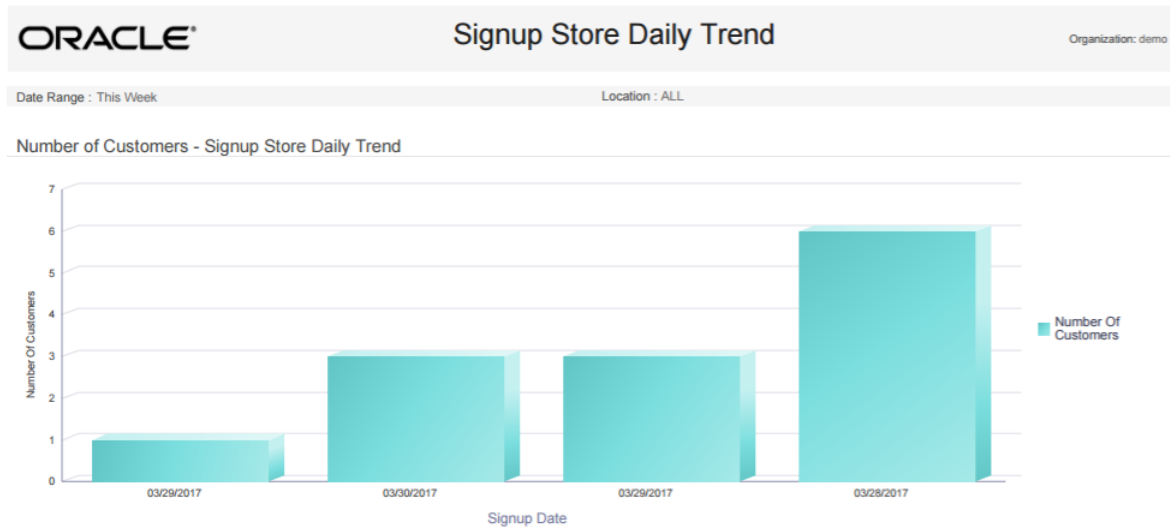 ORACLE®
Signup Store Daily Trend
Organization: demo
Date Range : This Week
Location : ALL
Number of Customers - Signup Store Daily Trend
7
6
5
4
3
2
1
0
Number Of Customers
03/29/2017
03/30/2017
03/29/2017
03/28/2017
Signup Date
Number Of
Customers